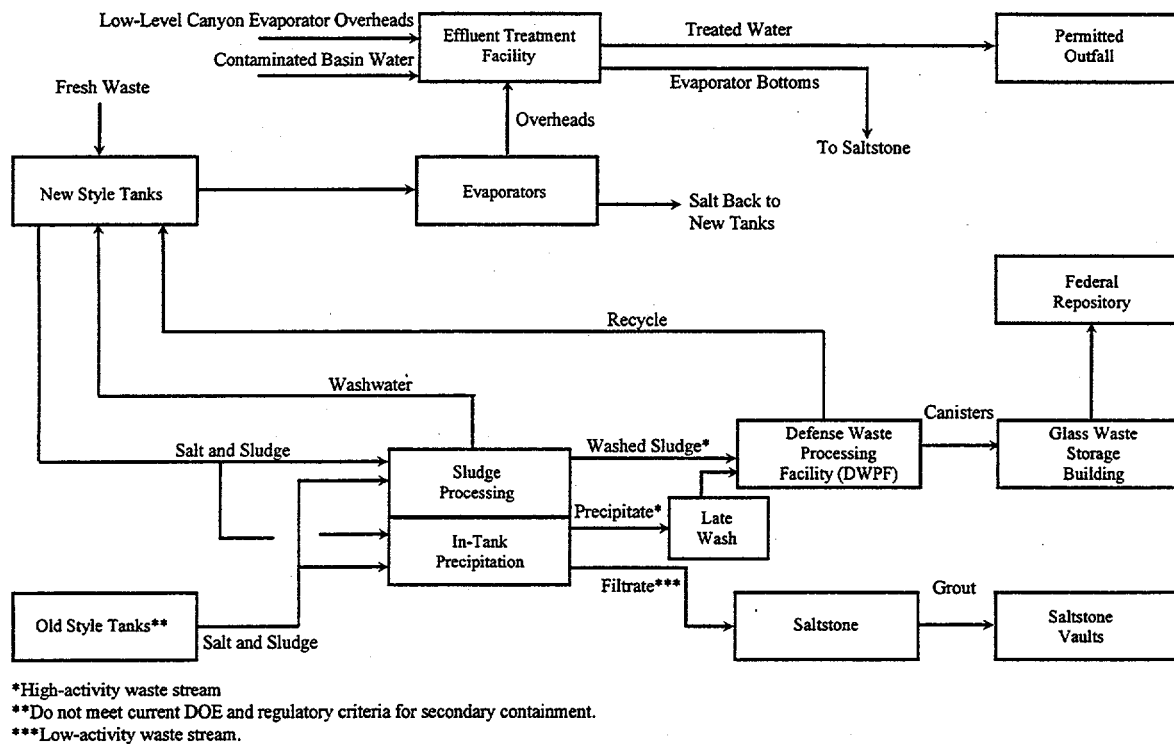 Low-Level Canyon Evaporator Overheads
Contaminated Basin Water
Effluent Treatment
Facility
Treated Water
Evaporator Bottoms
Permitted
Outfall
Fresh Waste
Overheads
To Saltstone
New Style Tanks
Evaporators
Salt Back to
New Tanks
Federal
Repository
Recycle
Washwater
Canisters
Salt and Sludge
Sludge
Processing
Washed Sludge*
Defense Waste
Processing
Facility (DWPF)
Glass Waste
Storage
Building
Precipitate*
Late
Wash
In-Tank
Precipitation
Filtrate***
Grout
Old Style Tanks**
Salt and Sludge
Saltstone
Saltstone
Vaults
*High-activity waste stream
**Do not meet current DOE and regulatory criteria for secondary containment.
***Low-activity waste stream.